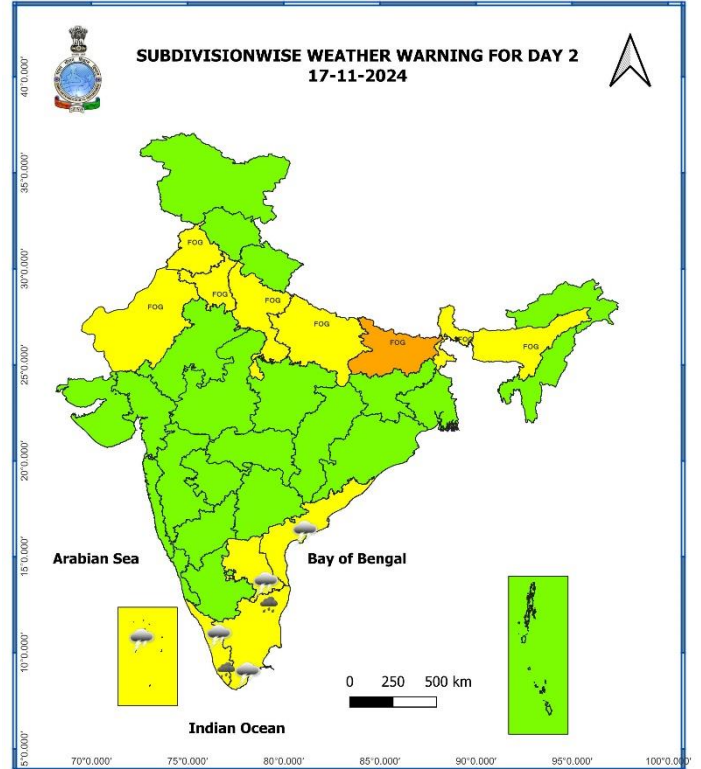 SUBDIVISIONWISE WEATHER WARNING FOR DAY 2
17-11-2024
40°0.000'
35°0.000'
30°0.000'
25°0.000'
20°0.000'
15°0.000'
10°0.000'
5°0.000'
FOG
FOG
FOG
FOG
FOG
FOG
FOG
FOG
Arabian Sea
Bay of Bengal
Indian Ocean
0 250 500 km
70°0.000' 75°0.000' 80°0.000' 85°0.000' 90°0.000' 95°0.000' 100°0.000'